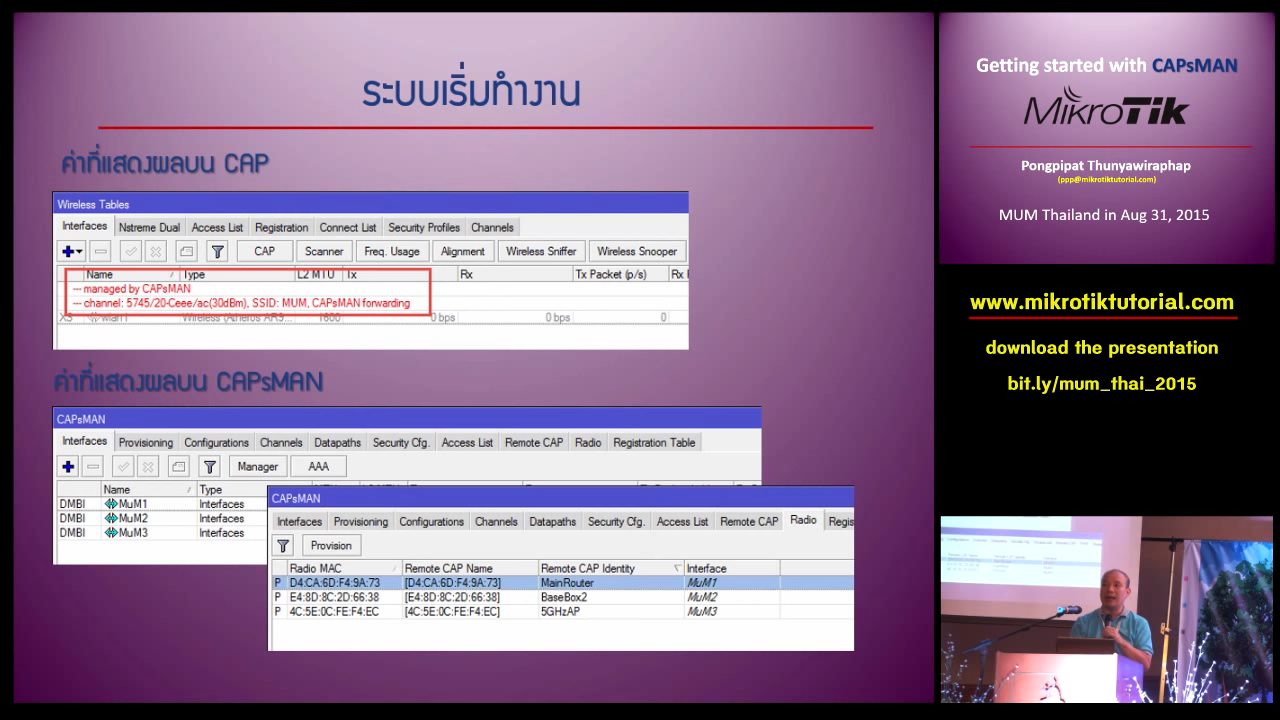 ระบบเริ่มทำงาน
ค่าที่แสดงผลบน CAP
Wireless Tables
Interfaces Nstreme Dual Access List Registration Connect List Security Profiles Channels
CAP Scanner Freq. Usage Alignment Wireless Sniffer Wireless Snooper
Name / Type L2 MTU Tx Rx Tx Packet (p/s)
--- managed by CAPsMAN
--- channel: 5745/20-Ceee/ac(30dBm), SSID: MUM, CAPsMAN forwarding
wlan1 Wireless (Atheros AR9... 1600 0 bps 0 bps 0
ค่าที่แสดงผลบน CAPsMAN
CAPsMAN
Interfaces Provisioning Configurations Channels Datapaths Security Cfg. Access List Remote CAP Radio Registration Table
Manager AAA
Name / Type
DMBI MuM1 Interfaces
DMBI MuM2 Interfaces
DMBI MuM3 Interfaces
CAPsMAN
Interfaces Provisioning Configurations Channels Datapaths Security Cfg. Access List Remote CAP Radio Regis
Provision
Radio MAC / Remote CAP Name Remote CAP Identity Interface
P D4:CA:6D:F4:9A:73 [D4:CA:6D:F4:9A:73] MainRouter MuM1
P E4:8D:8C:2D:66:38 [E4:8D:8C:2D:66:38] BaseBox2 MuM2
P 4C:5E:0C:FE:F4:EC [4C:5E:0C:FE:F4:EC] 5GHzAP MuM3
Getting started with CAPsMAN
MikroTik
Pongpipat Thunyawiraphap
(ppp@mikrotiktutorial.com)
MUM Thailand in Aug 31, 2015
www.mikrotiktutorial.com
download the presentation
bit.ly/mum_thai_2015